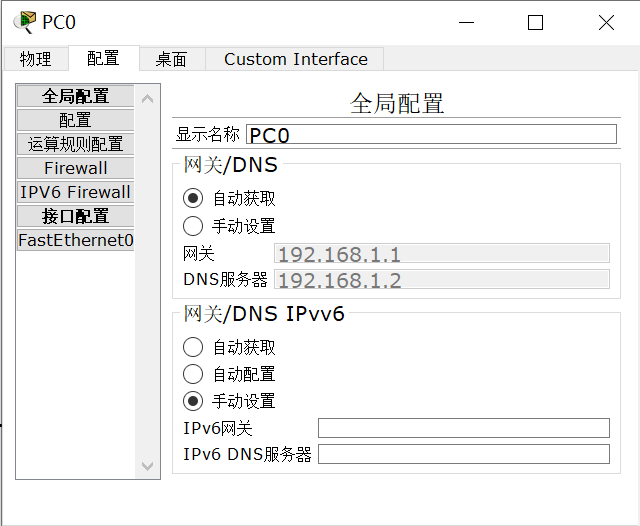 PC0
物理 配置 桌面 Custom Interface
全局配置
配置
运算规则配置
Firewall
IPV6 Firewall
接口配置
FastEthernet0
全局配置
显示名称 PC0
网关/DNS
自动获取
手动设置
网关 192.168.1.1
DNS服务器 192.168.1.2
网关/DNS IPvv6
自动获取
自动配置
手动设置
IPv6网关
IPv6 DNS服务器